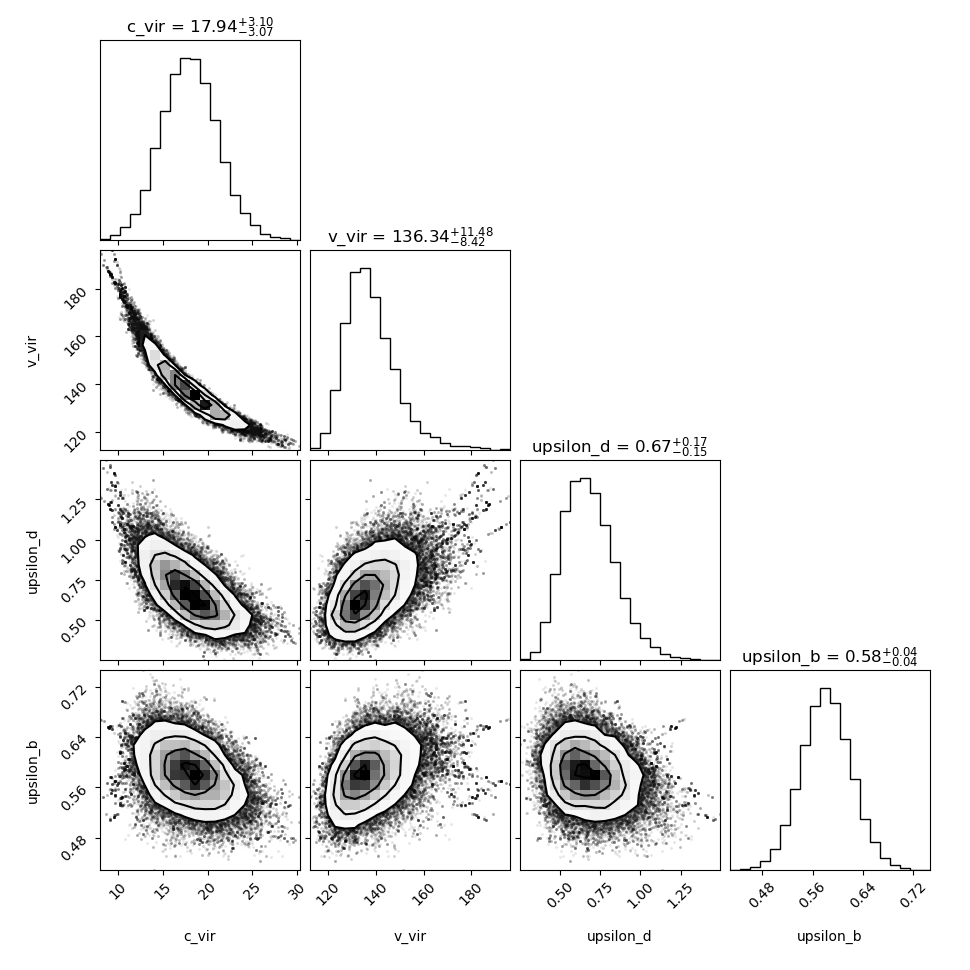 c_vir = 17.94+3.10−3.07
v_vir = 136.34+11.48−8.42
180
160
140
120
v_vir
upsilon_d = 0.67+0.17−0.15
1.25
1.00
0.75
0.50
upsilon_d
upsilon_b = 0.58+0.04−0.04
0.72
0.64
0.56
0.48
upsilon_b
10 15 20 25 30 120 140 160 180 0.50 0.75 1.00 1.25 0.48 0.56 0.64 0.72
c_vir v_vir upsilon_d upsilon_b